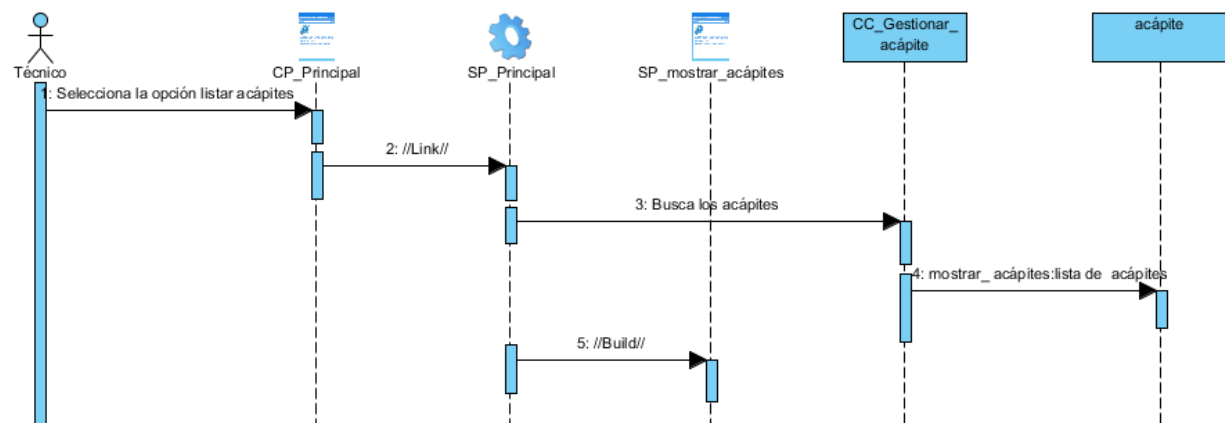 CC_Gestionar_
acápite
acápite
Técnico
CP_Principal
SP_Principal
SP_mostrar_acápites
1: Selecciona la opción listar acápites
2: //Link//
3: Busca los acápites
4: mostrar_ acápites:lista de  acápites
5: //Build//